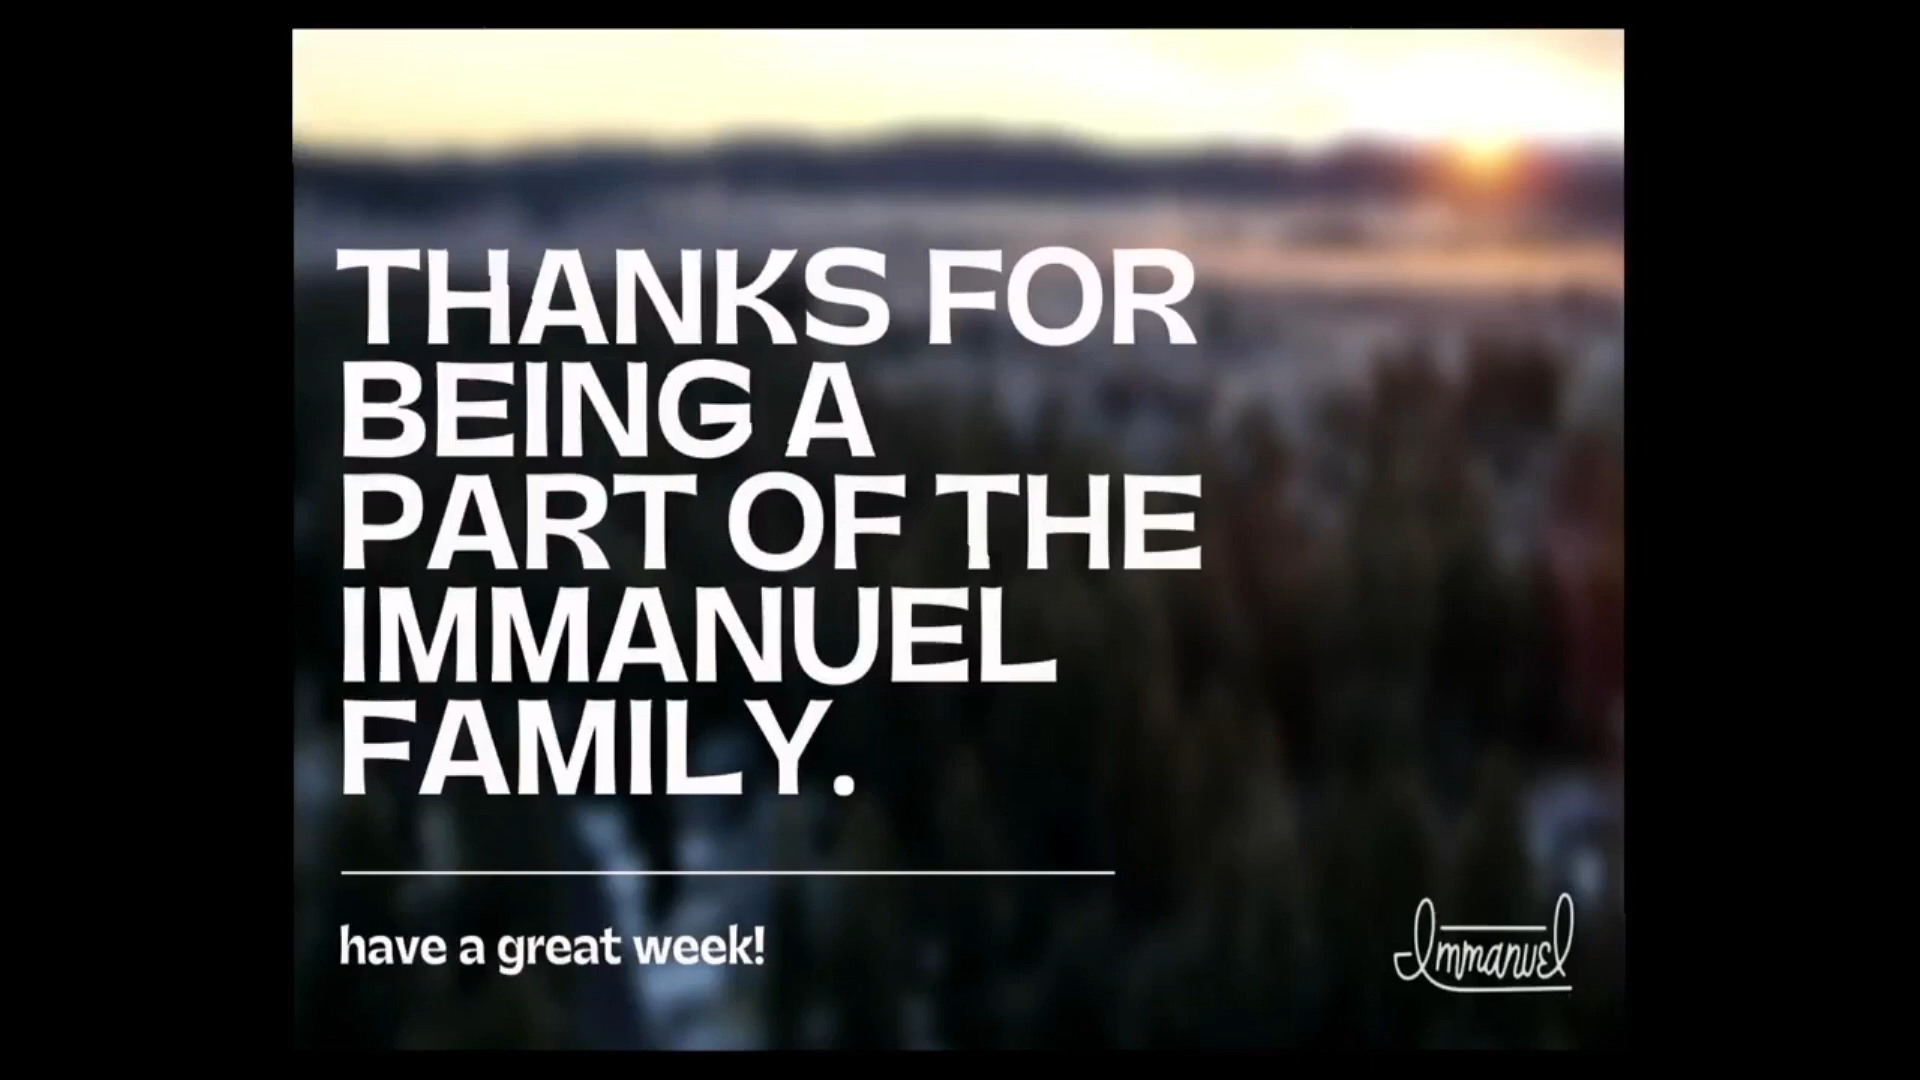 THANKS FOR
BEING A
PART OF THE
IMMANUEL
FAMILY.
have a great week!
Immanuel